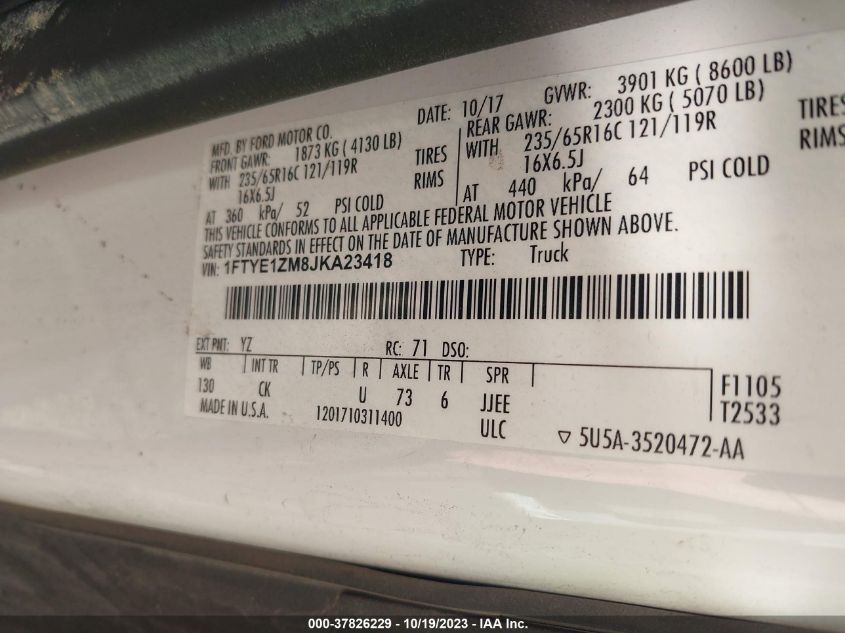 MFD. BY FORD MOTOR CO. DATE: 10/17 GVWR: 3901 KG ( 8600 LB)
FRONT GAWR: 1873 KG ( 4130 LB) REAR GAWR: 2300 KG ( 5070 LB)
WITH 235/65R16C 121/119R TIRES WITH 235/65R16C 121/119R TIRES
16X6.5J RIMS 16X6.5J RIMS
AT 360 kPa/ 52 PSI COLD AT 440 kPa/ 64 PSI COLD
THIS VEHICLE CONFORMS TO ALL APPLICABLE FEDERAL MOTOR VEHICLE
SAFETY STANDARDS IN EFFECT ON THE DATE OF MANUFACTURE SHOWN ABOVE.
VIN: 1FTYE1ZM8JKA23418 TYPE: Truck
EXT PNT: YZ RC: 71 DSO:
WB INT TR TP/PS R AXLE TR SPR
130 CK U 73 6 JJEE F1105
MADE IN U.S.A. 1201710311400 ULC T2533
▽ 5U5A-3520472-AA
000-37826229 - 10/19/2023 - IAA Inc.